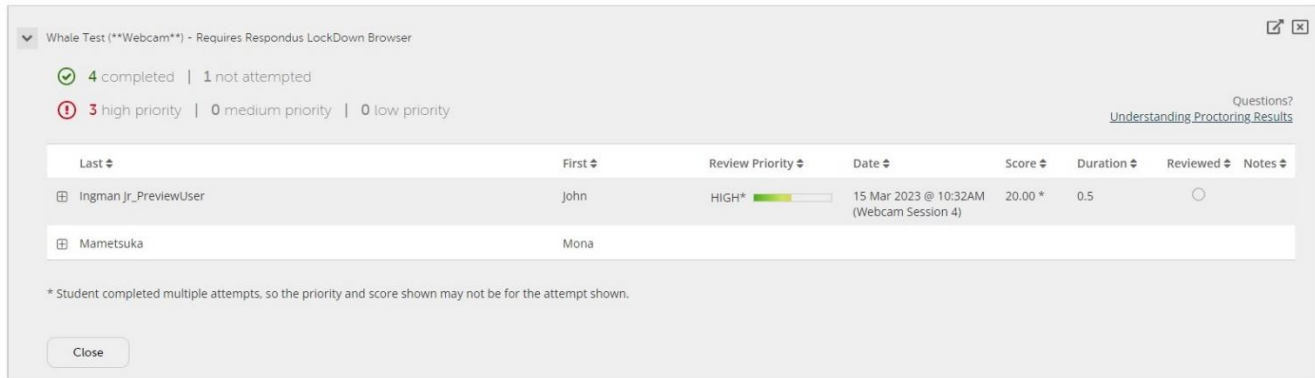 Whale Test (**Webcam**) - Requires Respondus LockDown Browser
4 completed | 1 not attempted
3 high priority | 0 medium priority | 0 low priority
Questions?
Understanding Proctoring Results
Last First Review Priority Date Score Duration Reviewed Notes
Ingman Jr_PreviewUser John HIGH* 15 Mar 2023 @ 10:32AM 20.00 * 0.5
(Webcam Session 4)
Mametsuka Mona
* Student completed multiple attempts, so the priority and score shown may not be for the attempt shown.
Close